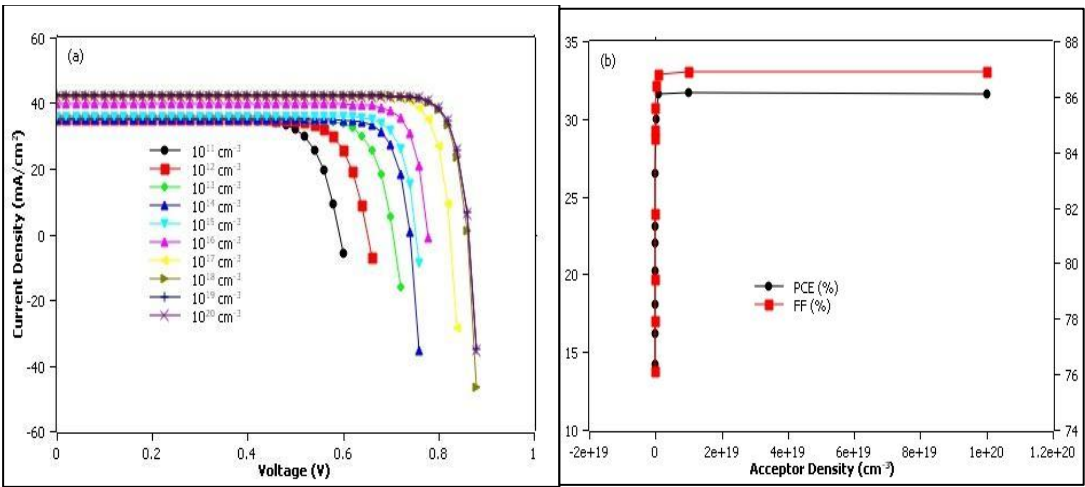 (a)
60
40
20
0
-20
-40
-60
Current Density (mA/cm⁻²)
10¹¹ cm⁻³
10¹² cm⁻³
10¹³ cm⁻³
10¹⁴ cm⁻³
10¹⁵ cm⁻³
10¹⁶ cm⁻³
10¹⁷ cm⁻³
10¹⁸ cm⁻³
10¹⁹ cm⁻³
10²⁰ cm⁻³
0 0.2 0.4 0.6 0.8 1
Voltage (V)
(b)
35
30
25
20
15
10
PCE (%)
FF (%)
88
86
84
82
80
78
76
74
-2e+19 0 2e+19 4e+19 6e+19 8e+19 1e+20 1.2e+20
Acceptor Density (cm⁻³)